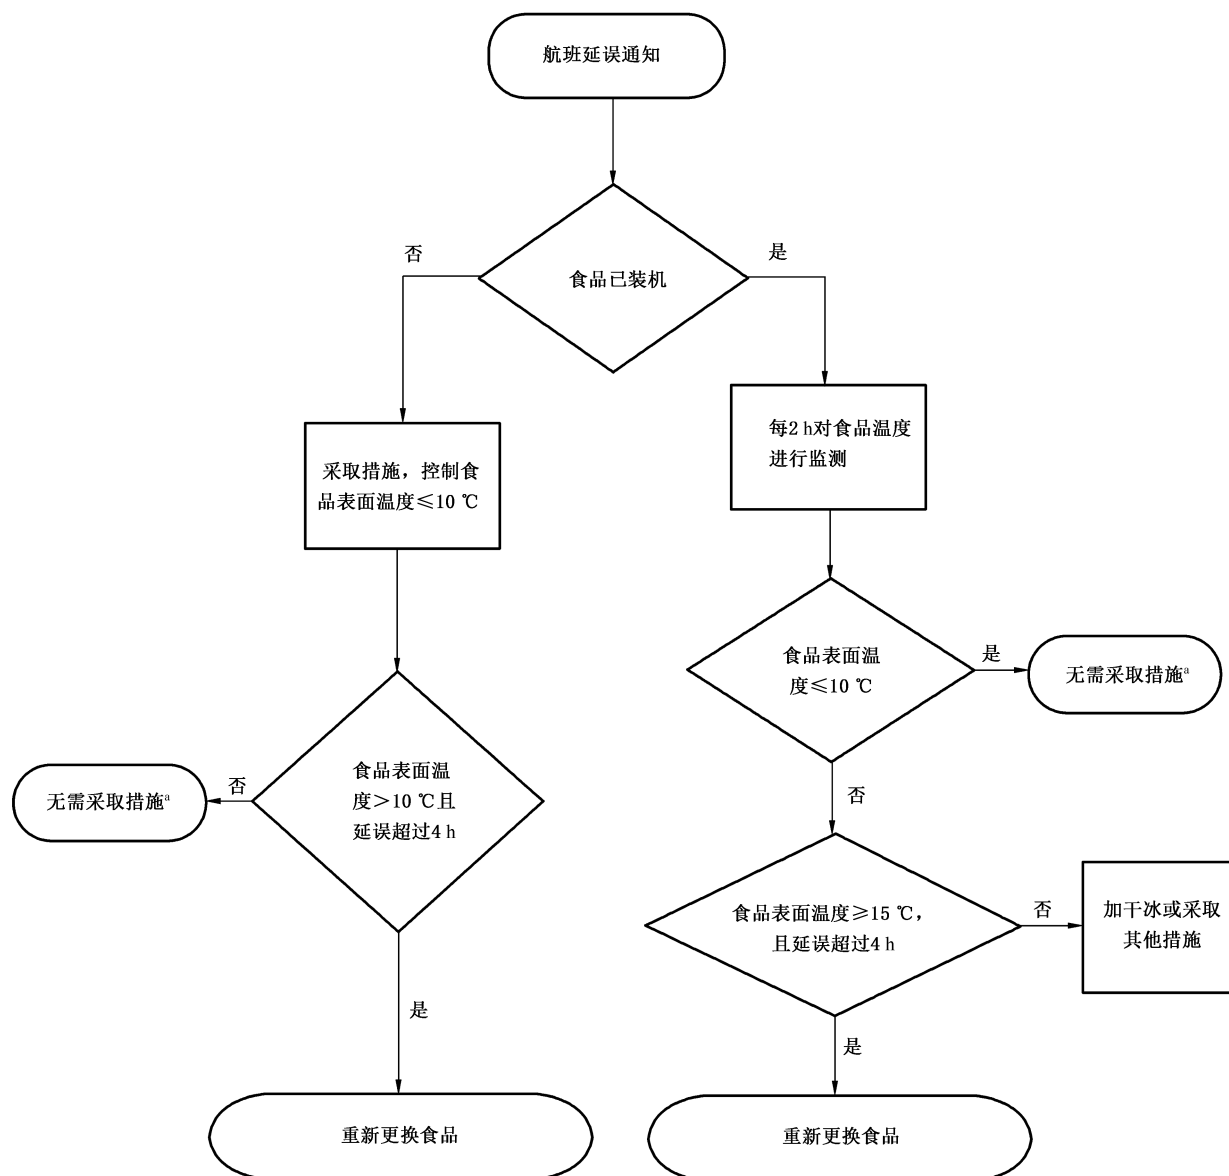 航班延误通知
否
是
食品已装机
每2 h对食品温度
进行监测
采取措施，控制食
品表面温度≤10 ℃
食品表面温
度≤10 ℃
是
无需采取措施ᵃ
食品表面温
度＞10 ℃且
延误超过4 h
否
无需采取措施ᵃ
否
食品表面温度≥15 ℃，
且延误超过4 h
否
加干冰或采取
其他措施
是
是
重新更换食品
重新更换食品